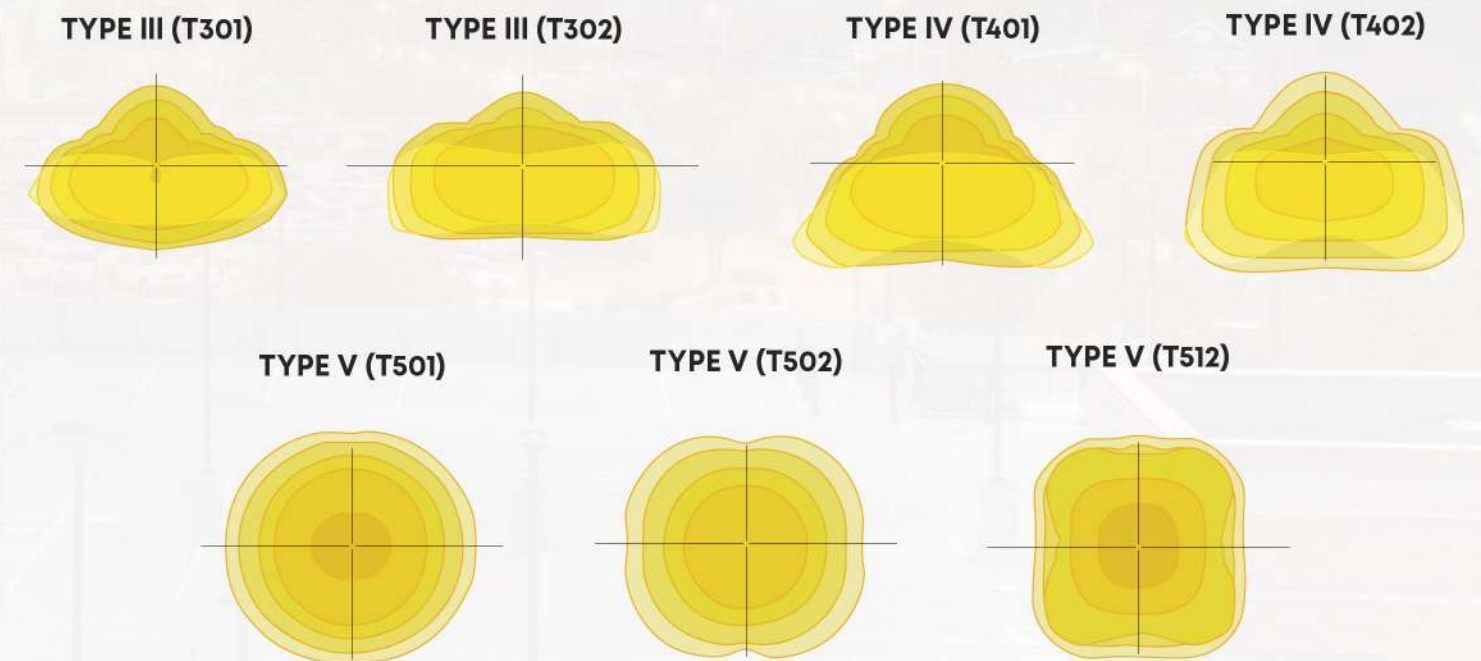 TYPE III (T301)
TYPE III (T302)
TYPE IV (T401)
TYPE IV (T402)
TYPE V (T501)
TYPE V (T502)
TYPE V (T512)